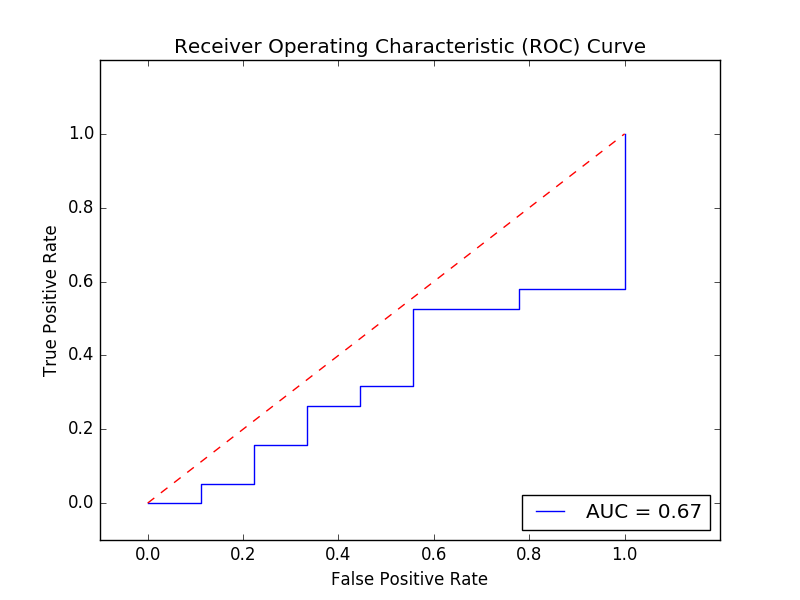 Receiver Operating Characteristic (ROC) Curve
True Positive Rate
1.0
0.8
0.6
0.4
0.2
0.0
AUC = 0.67
0.0 0.2 0.4 0.6 0.8 1.0
False Positive Rate